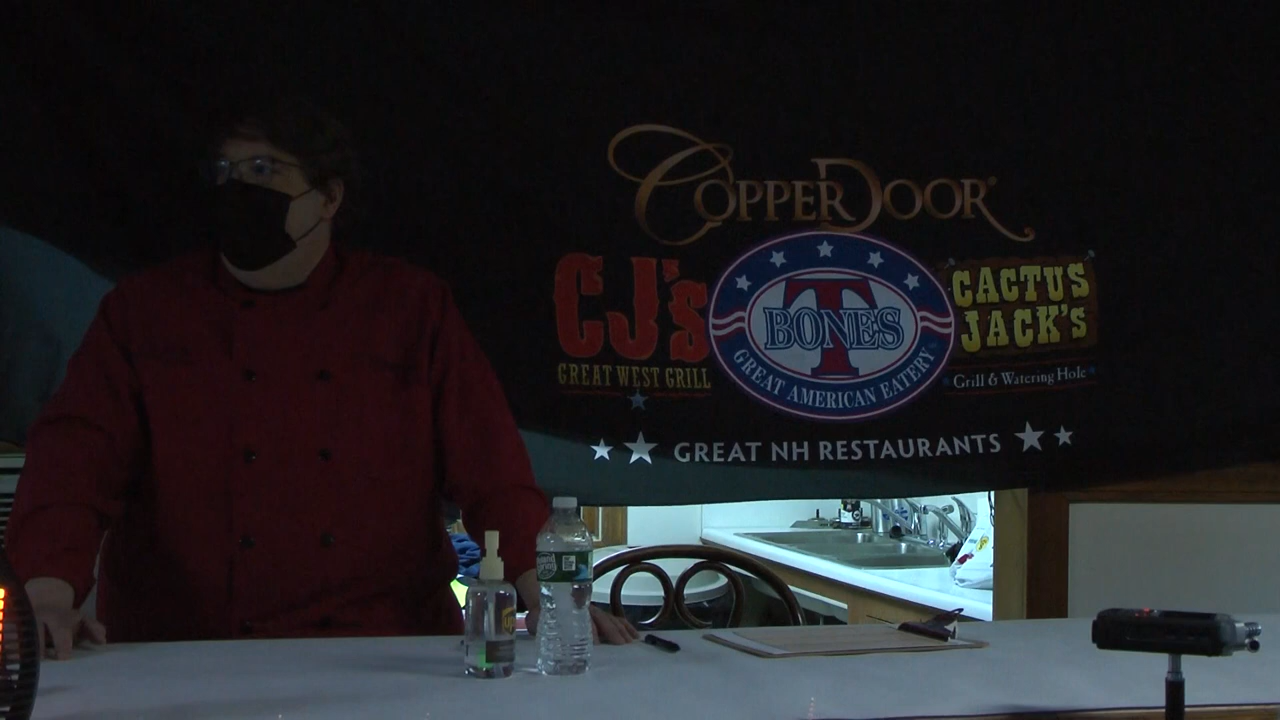 COPPER DOOR
CJ's
GREAT WEST GRILL
T BONES
GREAT AMERICAN EATERY
CACTUS
JACK'S
Grill & Watering Hole
GREAT NH RESTAURANTS